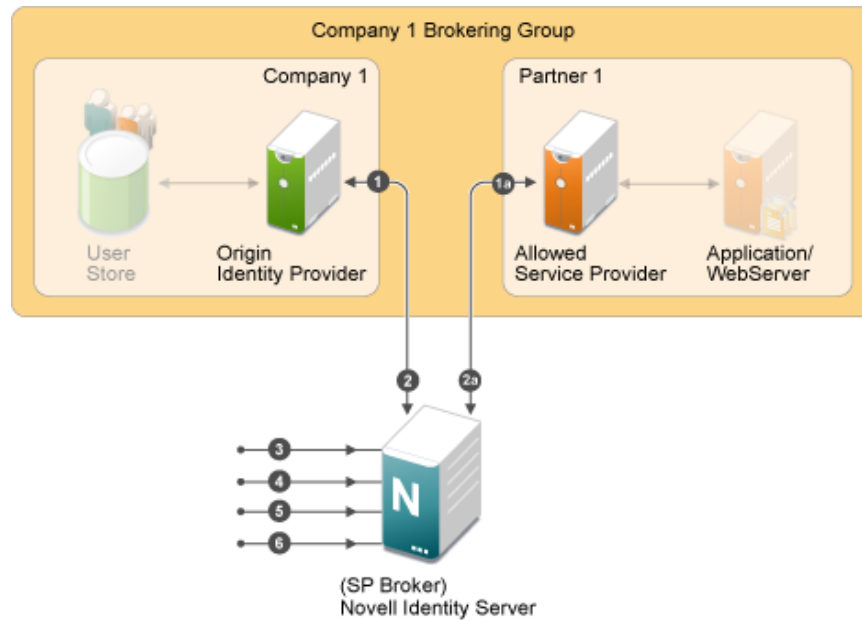 Company 1 Brokering Group
Company 1
Partner 1
1
1a
User
Store
Origin
Identity Provider
Allowed
Service Provider
Application/
WebServer
2
2a
3
4
5
6
N
(SP Broker)
Novell Identity Server